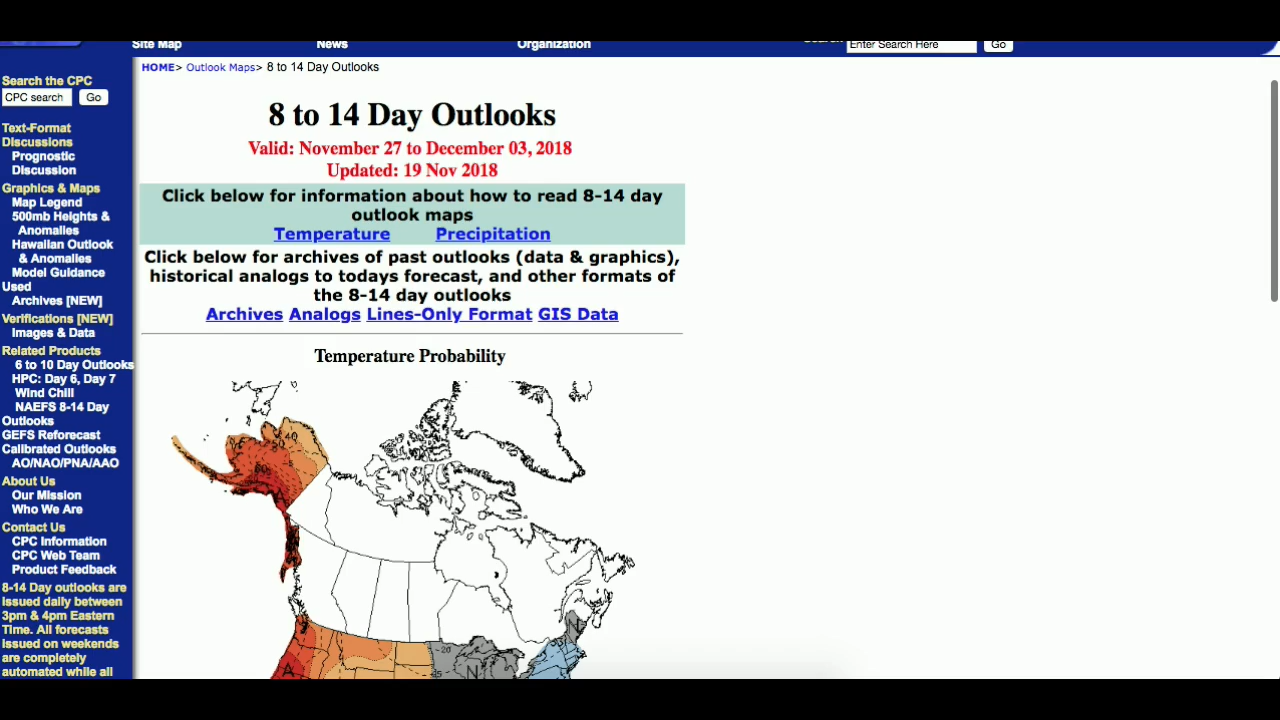 Site Map
News
Organization
Search
Enter Search Here
Go
HOME> Outlook Maps> 8 to 14 Day Outlooks
Search the CPC
CPC search
Go
Text-Format
Discussions
Prognostic
Discussion
Graphics & Maps
Map Legend
500mb Heights &
Anomalies
Hawaiian Outlook
& Anomalies
Model Guidance
Used
Archives [NEW]
Verifications [NEW]
Images & Data
Related Products
6 to 10 Day Outlooks
HPC: Day 6, Day 7
Wind Chill
NAEFS 8-14 Day
Outlooks
GEFS Reforecast
Calibrated Outlooks
AO/NAO/PNA/AAO
About Us
Our Mission
Who We Are
Contact Us
CPC Information
CPC Web Team
Product Feedback
8-14 Day outlooks are
issued daily between
3pm & 4pm Eastern
Time. All forecasts
issued on weekends
are completely
automated while all
8 to 14 Day Outlooks
Valid: November 27 to December 03, 2018
Updated: 19 Nov 2018
Click below for information about how to read 8-14 day
outlook maps
Temperature Precipitation
Click below for archives of past outlooks (data & graphics),
historical analogs to todays forecast, and other formats of
the 8-14 day outlooks
Archives Analogs Lines-Only Format GIS Data
Temperature Probability
40
50
60
A
N
A
N